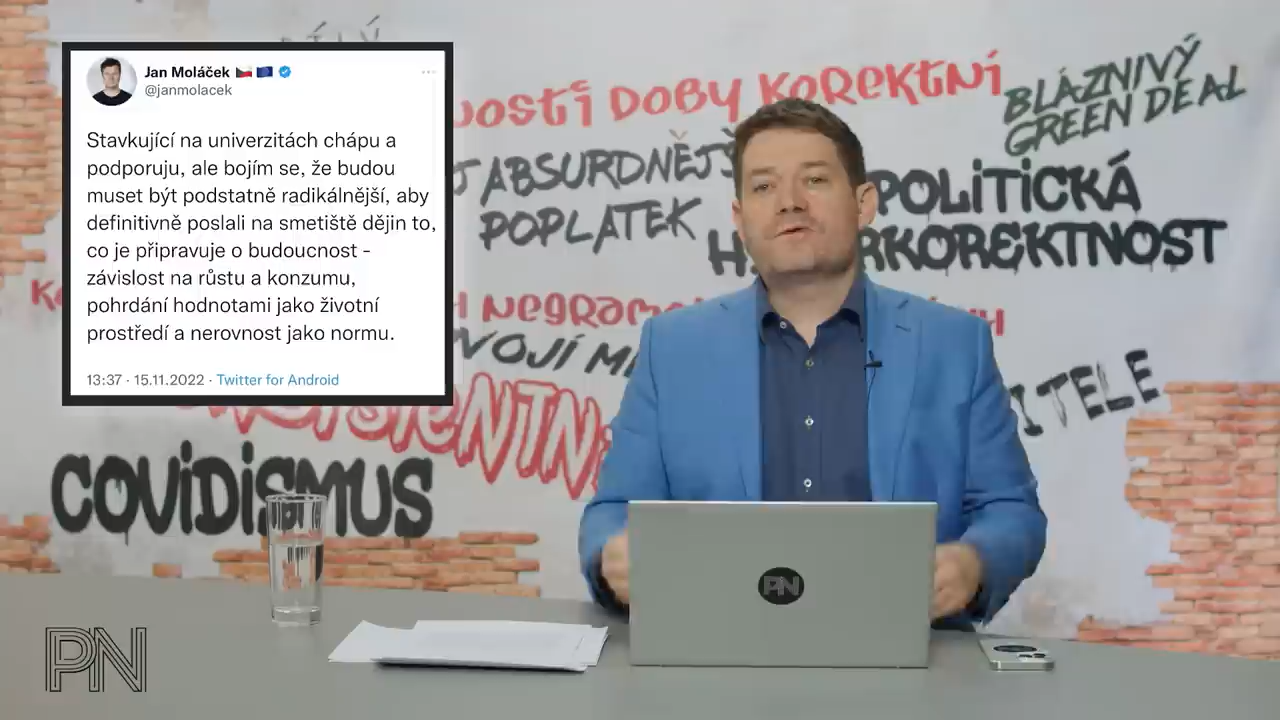 Jan Moláček
@janmolacek
Stavkující na univerzitách chápu a
podporuju, ale bojím se, že budou
muset být podstatně radikálnější, aby
definitivně poslali na smetiště dějin to,
co je připravuje o budoucnost -
závislost na růstu a konzumu,
pohrdání hodnotami jako životní
prostředí a nerovnost jako normu.
13:37 · 15.11.2022 · Twitter for Android
DOBY KOREKTNÍ
BLÁZNIVÝ
GREEN DEAL
POPLATEK
POLITICKÁ
COVIDISMUS
PN
PN